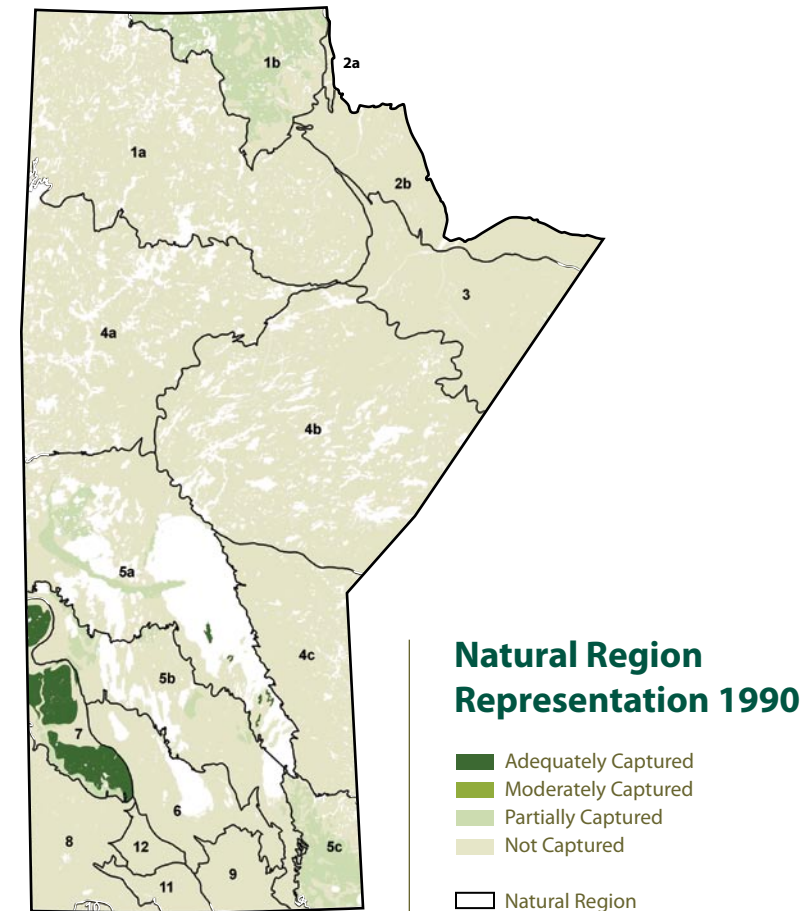 1b
2a
1a
2b
3
4a
4b
5a
4c
5b
7
6
8
12
5c
9
11
10
Natural Region
Representation 1990
Adequately Captured
Moderately Captured
Partially Captured
Not Captured
Natural Region